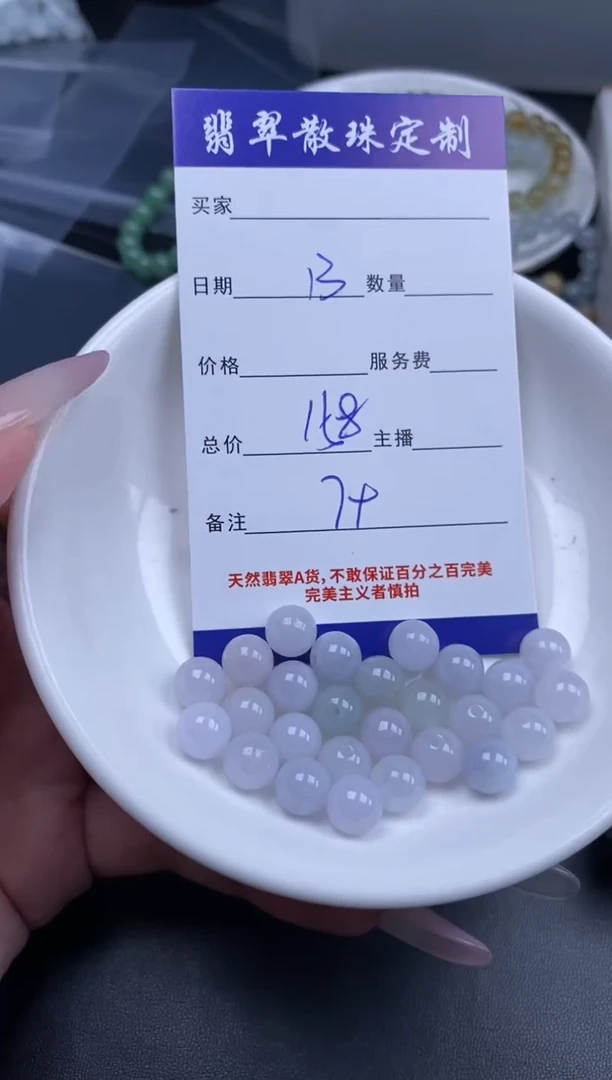 翡翠散珠定制
买家
日期 13 数量
价格 服务费
总价 158 主播
备注 7+
天然翡翠A货,不敢保证百分之百完美
完美主义者慎拍